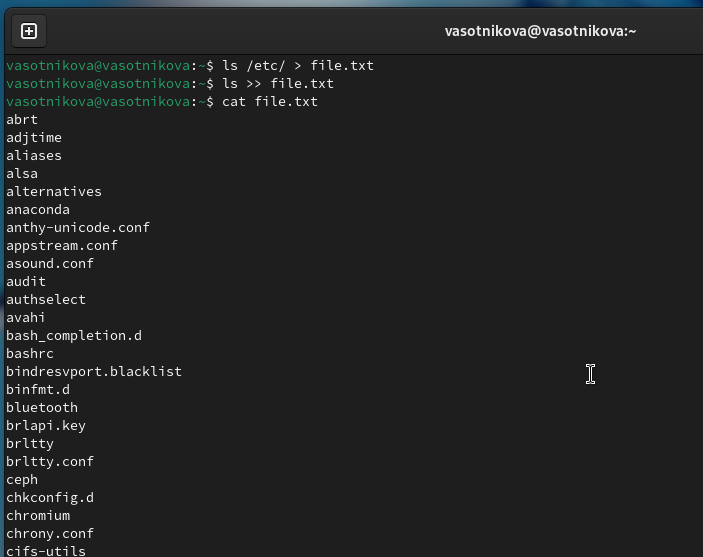 vasotnikova@vasotnikova:~
vasotnikova@vasotnikova:~$ ls /etc/ > file.txt
vasotnikova@vasotnikova:~$ ls >> file.txt
vasotnikova@vasotnikova:~$ cat file.txt
abrt
adjtime
aliases
alsa
alternatives
anaconda
anthy-unicode.conf
appstream.conf
asound.conf
audit
authselect
avahi
bash_completion.d
bashrc
bindresvport.blacklist
binfmt.d
bluetooth
brlapi.key
brltty
brltty.conf
ceph
chkconfig.d
chromium
chrony.conf
cifs-utils